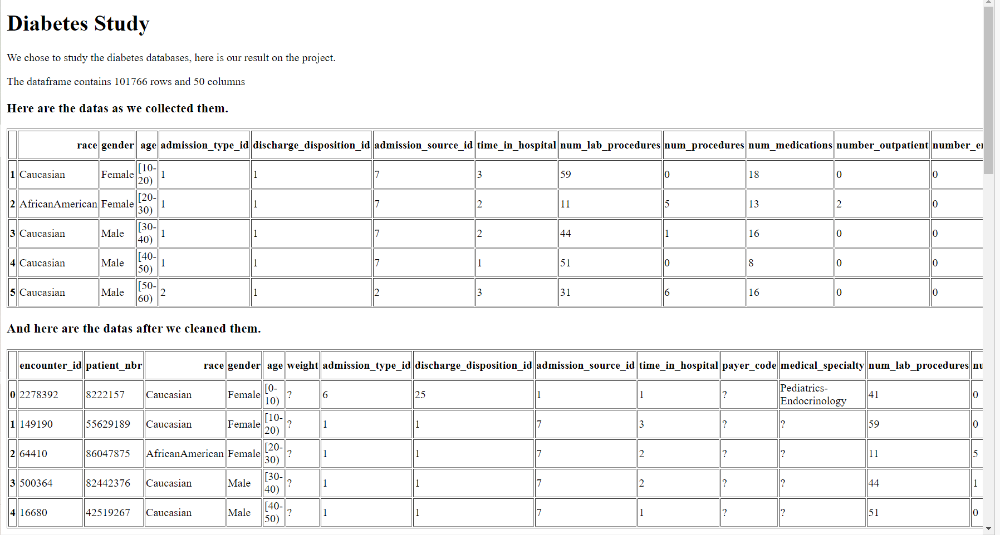 Diabetes Study
We chose to study the diabetes databases, here is our result on the project.
The dataframe contains 101766 rows and 50 columns
Here are the datas as we collected them.
race gender age admission_type_id discharge_disposition_id admission_source_id time_in_hospital num_lab_procedures num_procedures num_medications number_outpatient
1 Caucasian Female [10-20) 1 1 7 3 59 0 18 0 0
2 AfricanAmerican Female [20-30) 1 1 7 2 11 5 13 2 0
3 Caucasian Male [30-40) 1 1 7 2 44 1 16 0 0
4 Caucasian Male [40-50) 1 1 7 1 51 0 8 0 0
5 Caucasian Male [50-60) 2 1 2 3 31 6 16 0 0
And here are the datas after we cleaned them.
encounter_id patient_nbr race gender age weight admission_type_id discharge_disposition_id admission_source_id time_in_hospital payer_code medical_specialty num_lab_procedures
0 2278392 8222157 Caucasian Female [0-10) ? 6 25 1 1 ? Pediatrics-Endocrinology 41 0
1 149190 55629189 Caucasian Female [10-20) ? 1 1 7 3 ? ? 59 0
2 64410 86047875 AfricanAmerican Female [20-30) ? 1 1 7 2 ? ? 11 5
3 500364 82442376 Caucasian Male [30-40) ? 1 1 7 2 ? ? 44 1
4 16680 42519267 Caucasian Male [40-50) ? 1 1 7 1 ? ? 51 0